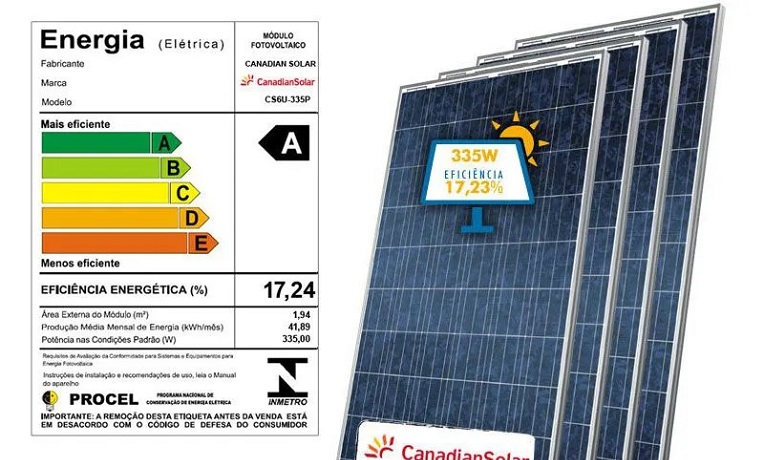 Energia (Elétrica)
MÓDULO
FOTOVOLTAICO
Fabricante CANADIAN SOLAR
Marca CanadianSolar
Modelo CS6U-335P
Mais eficiente
A
B
C
D
E
A
Menos eficiente
EFICIÊNCIA ENERGÉTICA (%) 17,24
Área Externa do Módulo (m²) 1,94
Produção Média Mensal de Energia (kWh/mês) 41,89
Potência nas Condições Padrão (W) 335,00
Requisitos de Avaliação da Conformidade para Sistemas e Equipamentos para
Energia Fotovoltaica
Instruções de instalação e recomendações de uso, leia o Manual
do aparelho
PROCEL PROGRAMA NACIONAL DE
CONSERVAÇÃO DE ENERGIA ELÉTRICA
INMETRO
IMPORTANTE: A REMOÇÃO DESTA ETIQUETA ANTES DA VENDA ESTÁ
EM DESACORDO COM O CÓDIGO DE DEFESA DO CONSUMIDOR
335W
EFICIÊNCIA
17,23%
CanadianSolar